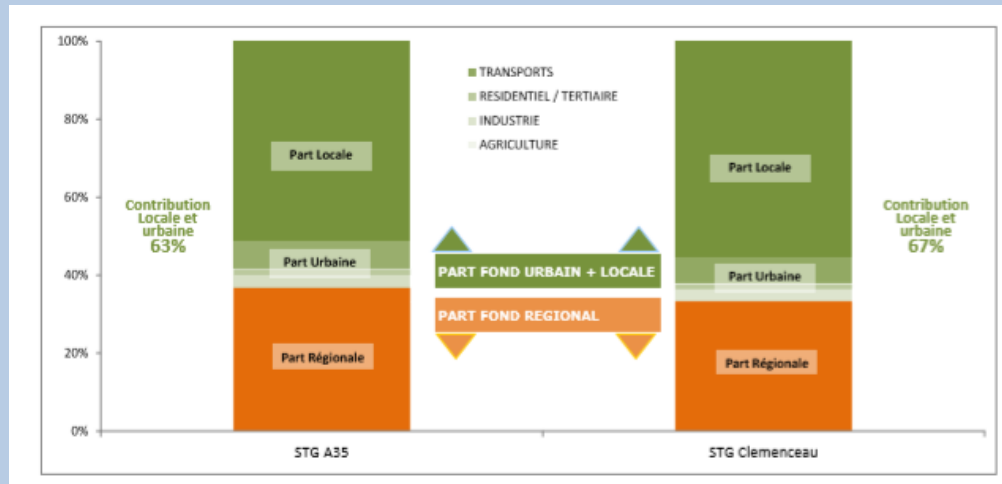 100%
80%
60%
40%
20%
0%
TRANSPORTS
RESIDENTIEL / TERTIAIRE
INDUSTRIE
AGRICULTURE
Part Locale
Part Urbaine
Part Régionale
Contribution
Locale et
urbaine
63%
PART FOND URBAIN + LOCALE
PART FOND REGIONAL
Part Locale
Part Urbaine
Part Régionale
Contribution
Locale et
urbaine
67%
STG A35
STG Clemenceau